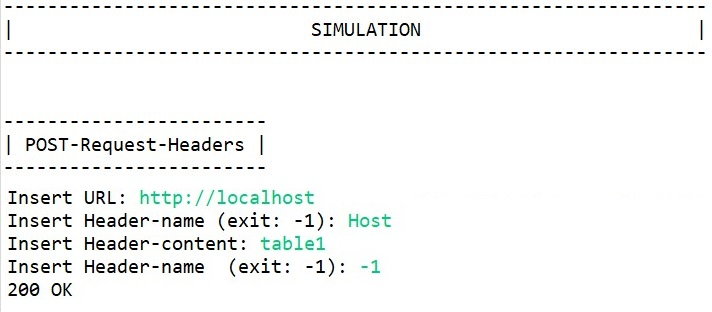 -----------------------------------------------------------------
|                           SIMULATION                          |
-----------------------------------------------------------------
------------------------
| POST-Request-Headers |
------------------------
Insert URL: http://localhost
Insert Header-name (exit: -1): Host
Insert Header-content: table1
Insert Header-name  (exit: -1): -1
200 OK